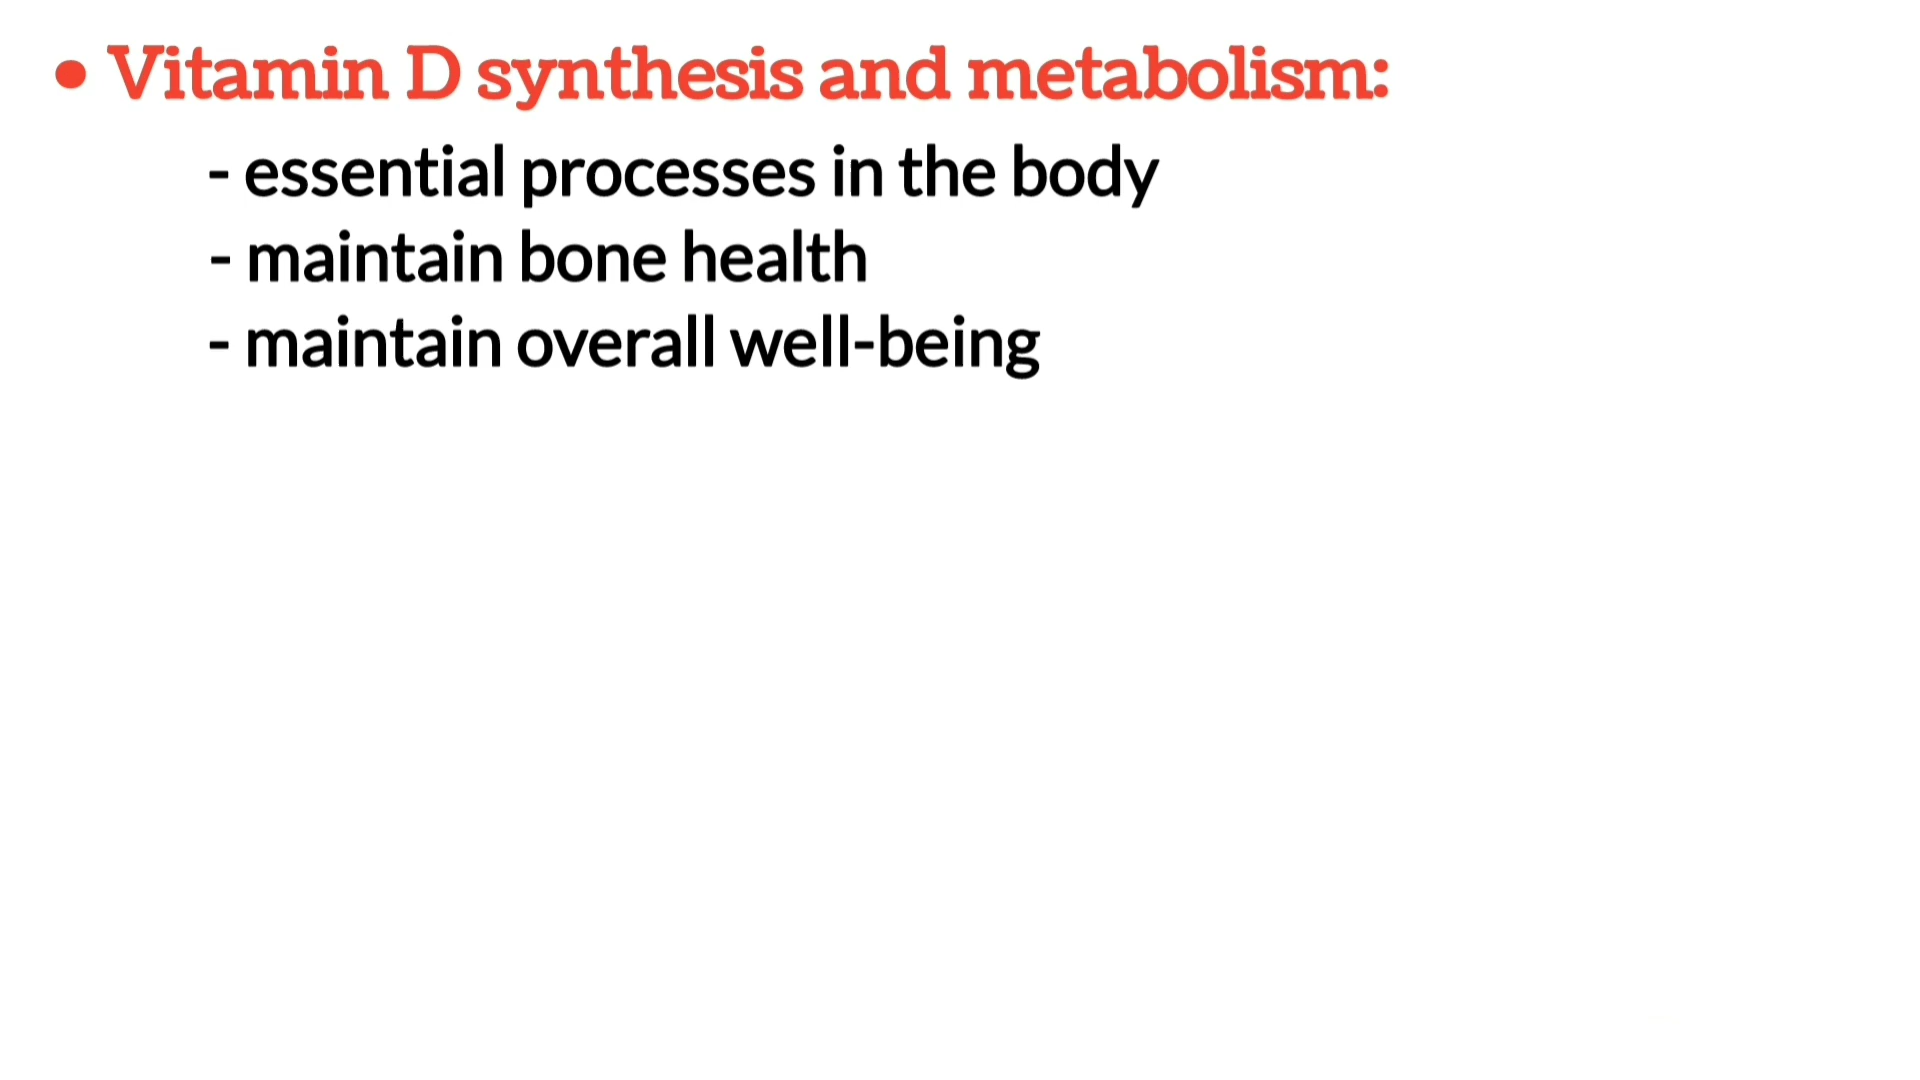 • Vitamin D synthesis and metabolism:
- essential processes in the body
- maintain bone health
- maintain overall well-being